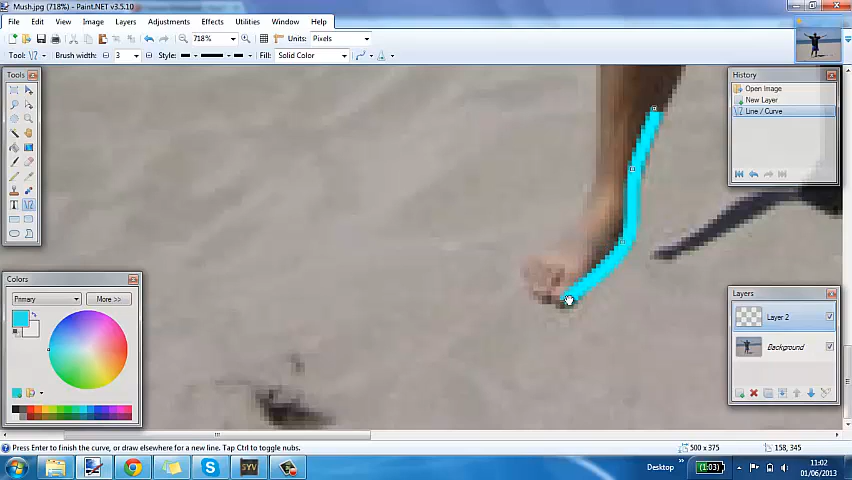 Mush.jpg (718%) - Paint.NET v3.5.10
File Edit View Image Layers Adjustments Effects Utilities Window Help
718% Units: Pixels
Tool: Brush width: 3 Style: Fill: Solid Color
Tools
History
Open Image
New Layer
Line / Curve
Colors
Primary
More >>
Layers
Layer 2
Background
Press Enter to finish the curve, or draw elsewhere for a new line. Tap Ctrl to toggle nubs.
500 x 375
158, 345
5YV
Desktop
(1:03)
11:02
01/06/2013